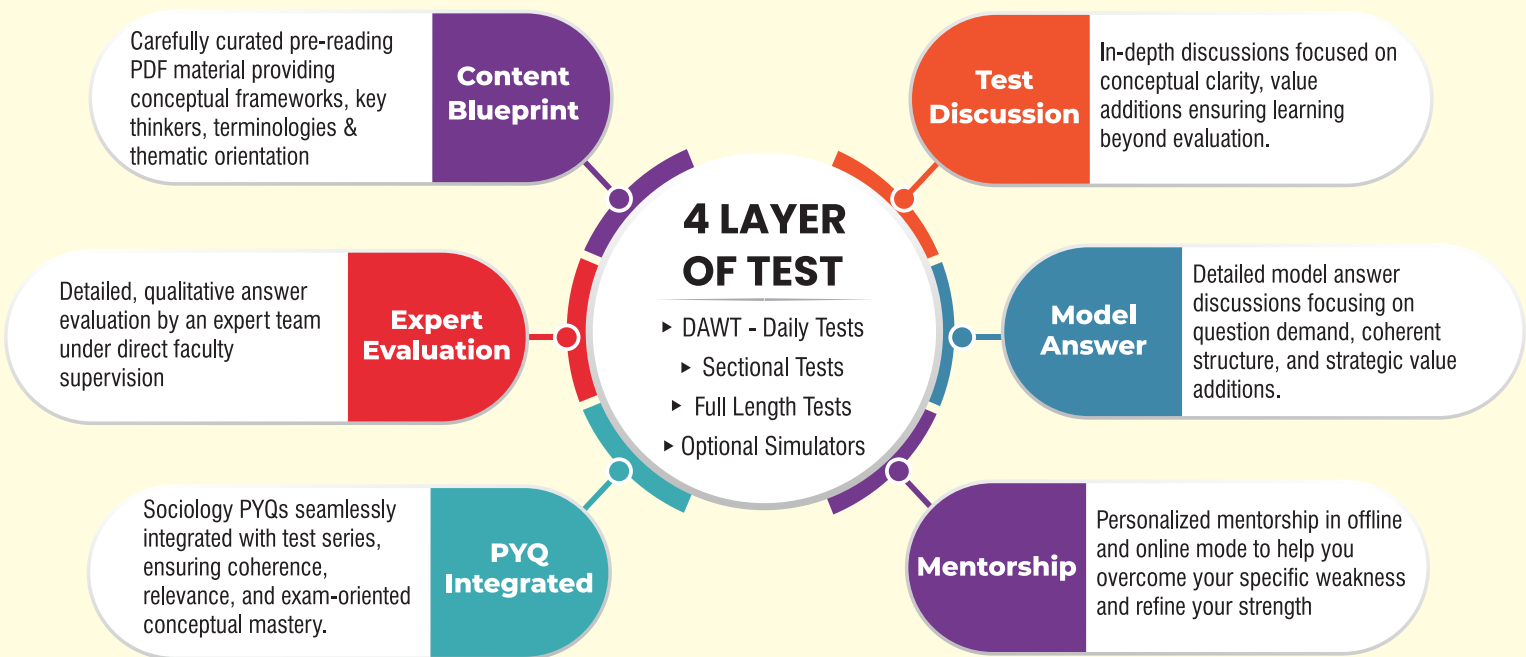 Carefully curated pre-reading
PDF material providing
conceptual frameworks, key
thinkers, terminologies &
thematic orientation
Content
Blueprint
Detailed, qualitative answer
evaluation by an expert team
under direct faculty
supervision
Expert
Evaluation
Sociology PYQs seamlessly
integrated with test series,
ensuring coherence,
relevance, and exam-oriented
conceptual mastery.
PYQ
Integrated
4 LAYER
OF TEST
▸ DAWT - Daily Tests
▸ Sectional Tests
▸ Full Length Tests
▸ Optional Simulators
Test
Discussion
In-depth discussions focused on
conceptual clarity, value
additions ensuring learning
beyond evaluation.
Model
Answer
Detailed model answer
discussions focusing on
question demand, coherent
structure, and strategic value
additions.
Mentorship
Personalized mentorship in offline
and online mode to help you
overcome your specific weakness
and refine your strength